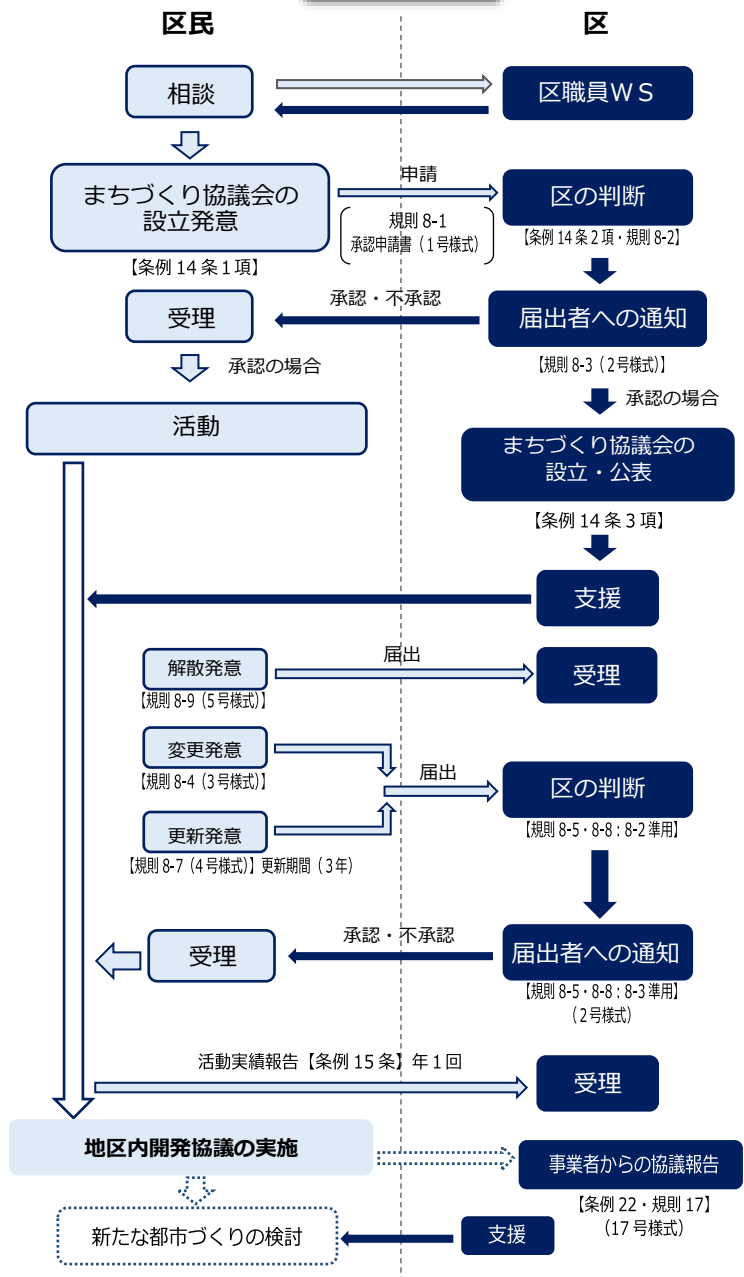 区民
区
相談
区職員WS
まちづくり協議会の
設立発意
【条例 14 条 1 項】
申請
規則 8-1
承認申請書（1 号様式）
区の判断
【条例 14 条 2 項・規則 8-2】
受理
承認・不承認
届出者への通知
【規則 8-3（2 号様式）】
承認の場合
承認の場合
活動
まちづくり協議会の
設立・公表
【条例 14 条 3 項】
支援
解散発意
【規則 8-9（5 号様式）】
届出
受理
変更発意
【規則 8-4（3 号様式）】
届出
区の判断
【規則 8-5・8-8：8-2 準用】
更新発意
【規則 8-7（4 号様式）】更新期間（3 年）
受理
承認・不承認
届出者への通知
【規則 8-5・8-8：8-3 準用】
（2 号様式）
活動実績報告【条例 15 条】年 1 回
受理
地区内開発協議の実施
事業者からの協議報告
【条例 22・規則 17】
（17 号様式）
新たな都市づくりの検討
支援